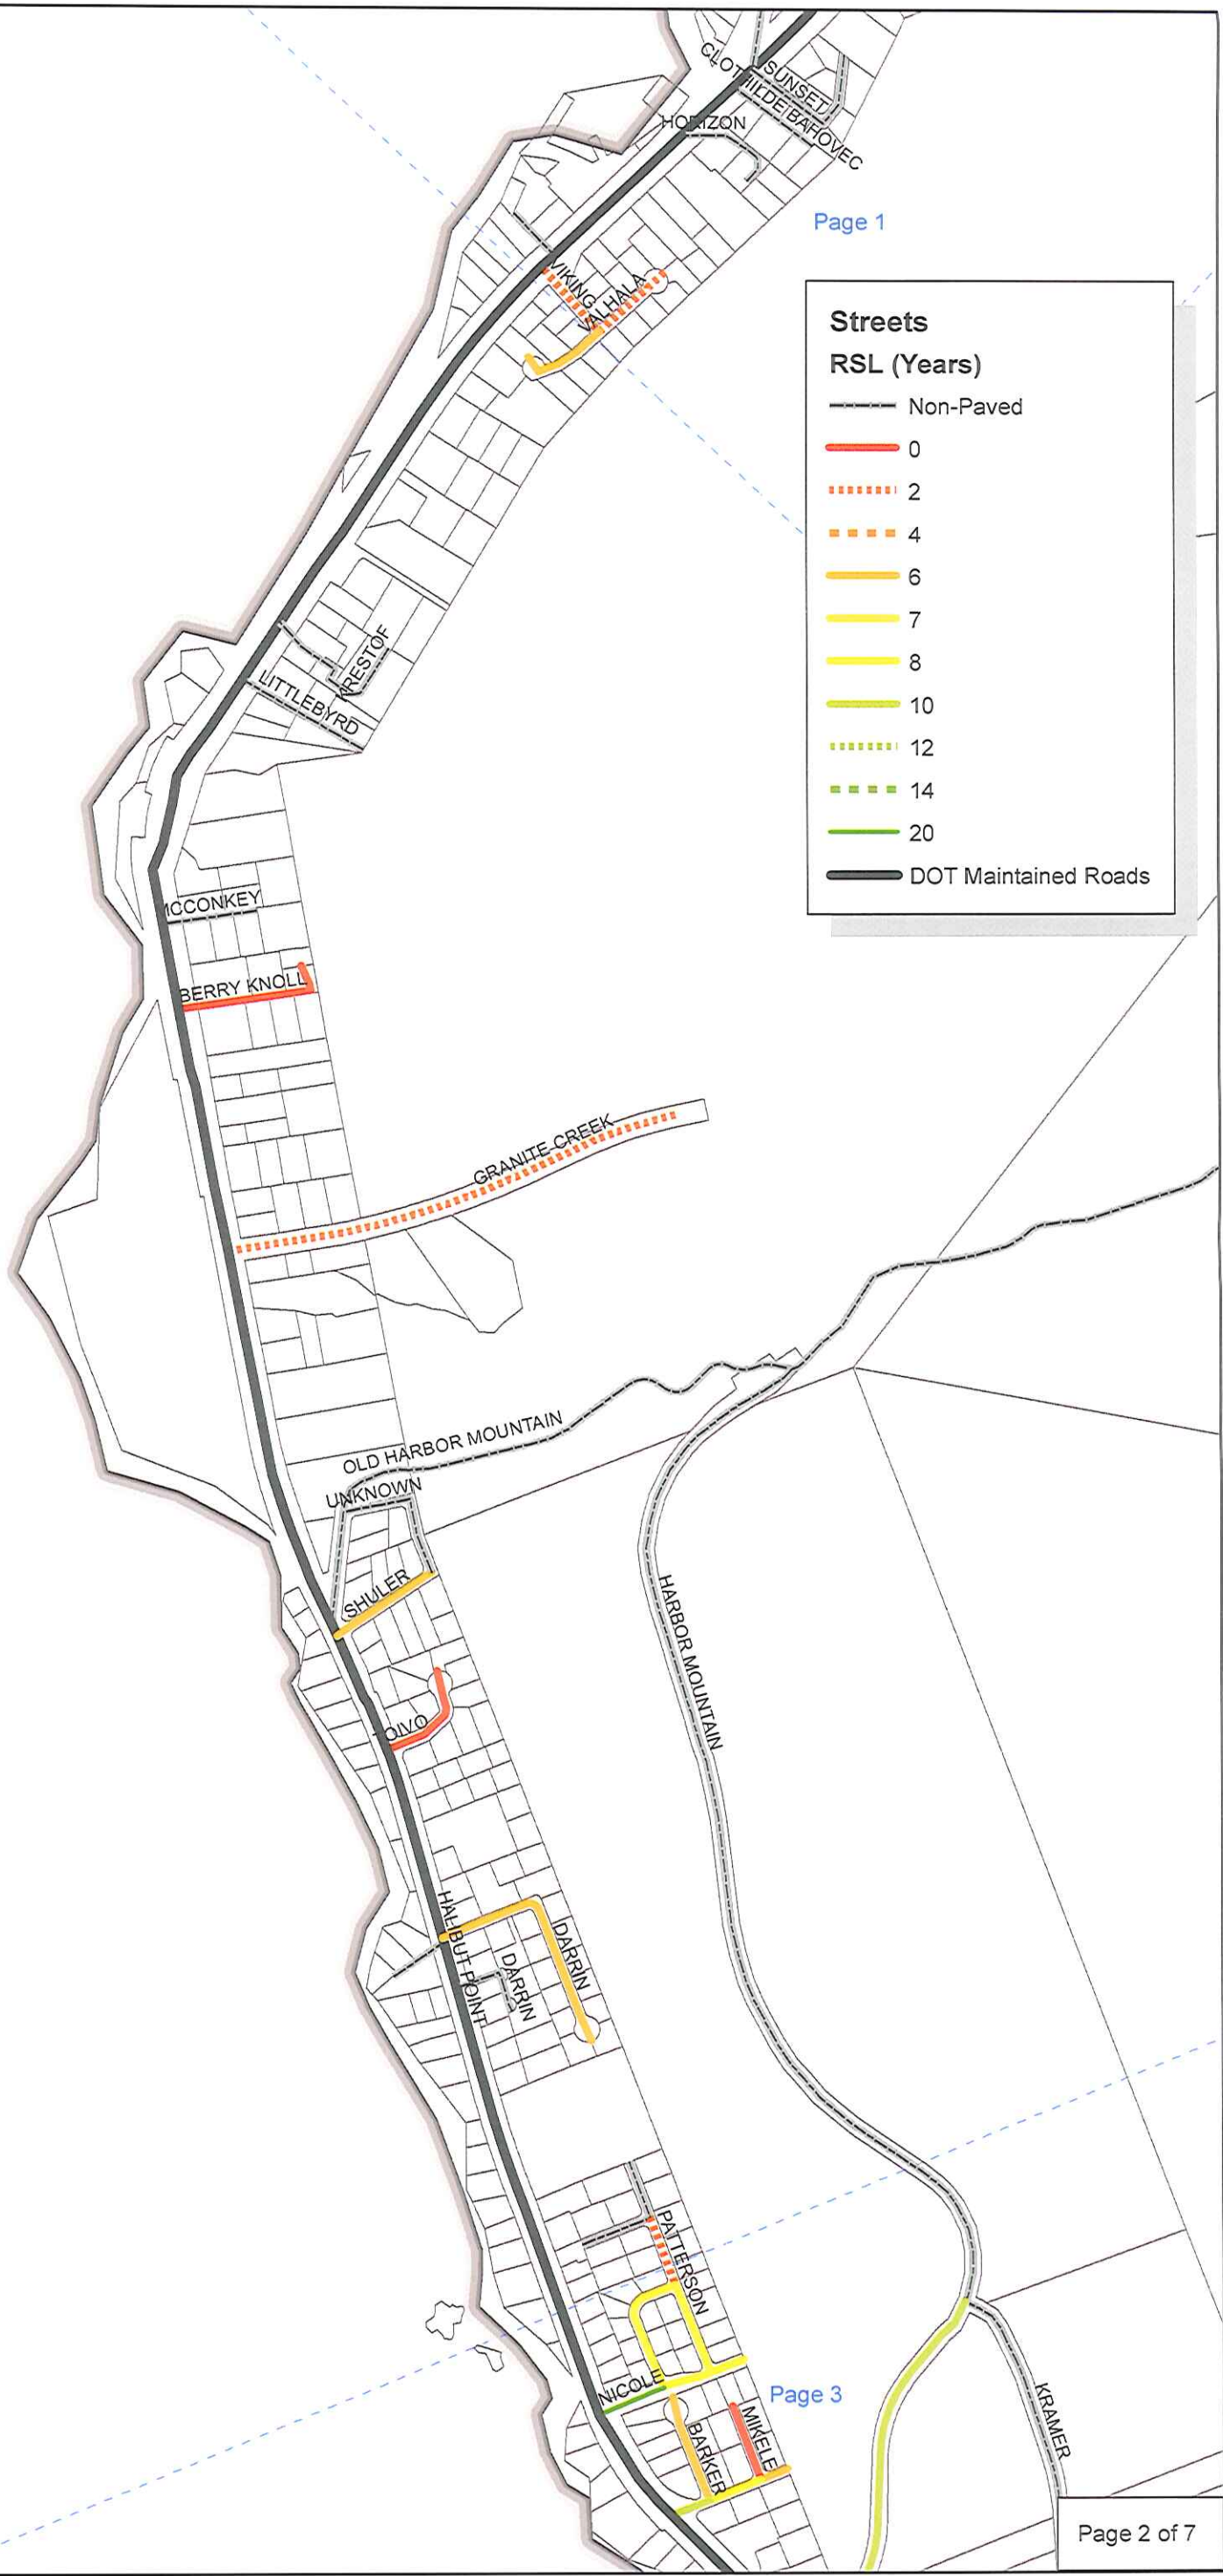 CLOTHILDE BAHOVEC
SUNSET
HORIZON
Page 1
VIKING
VALHALA
Streets
RSL (Years)
Non-Paved
0
2
4
6
7
8
10
12
14
20
DOT Maintained Roads
KRESTOF
LITTLEBYRD
MCCONKEY
BERRY KNOLL
GRANITE CREEK
OLD HARBOR MOUNTAIN
UNKNOWN
SHULER
HARBOR MOUNTAIN
TOIVO
HALIBUT POINT
DARRIN
DARRIN
PATTERSON
NICOLE
Page 3
MIKELE
BARKER
KRAMER
Page 2 of 7